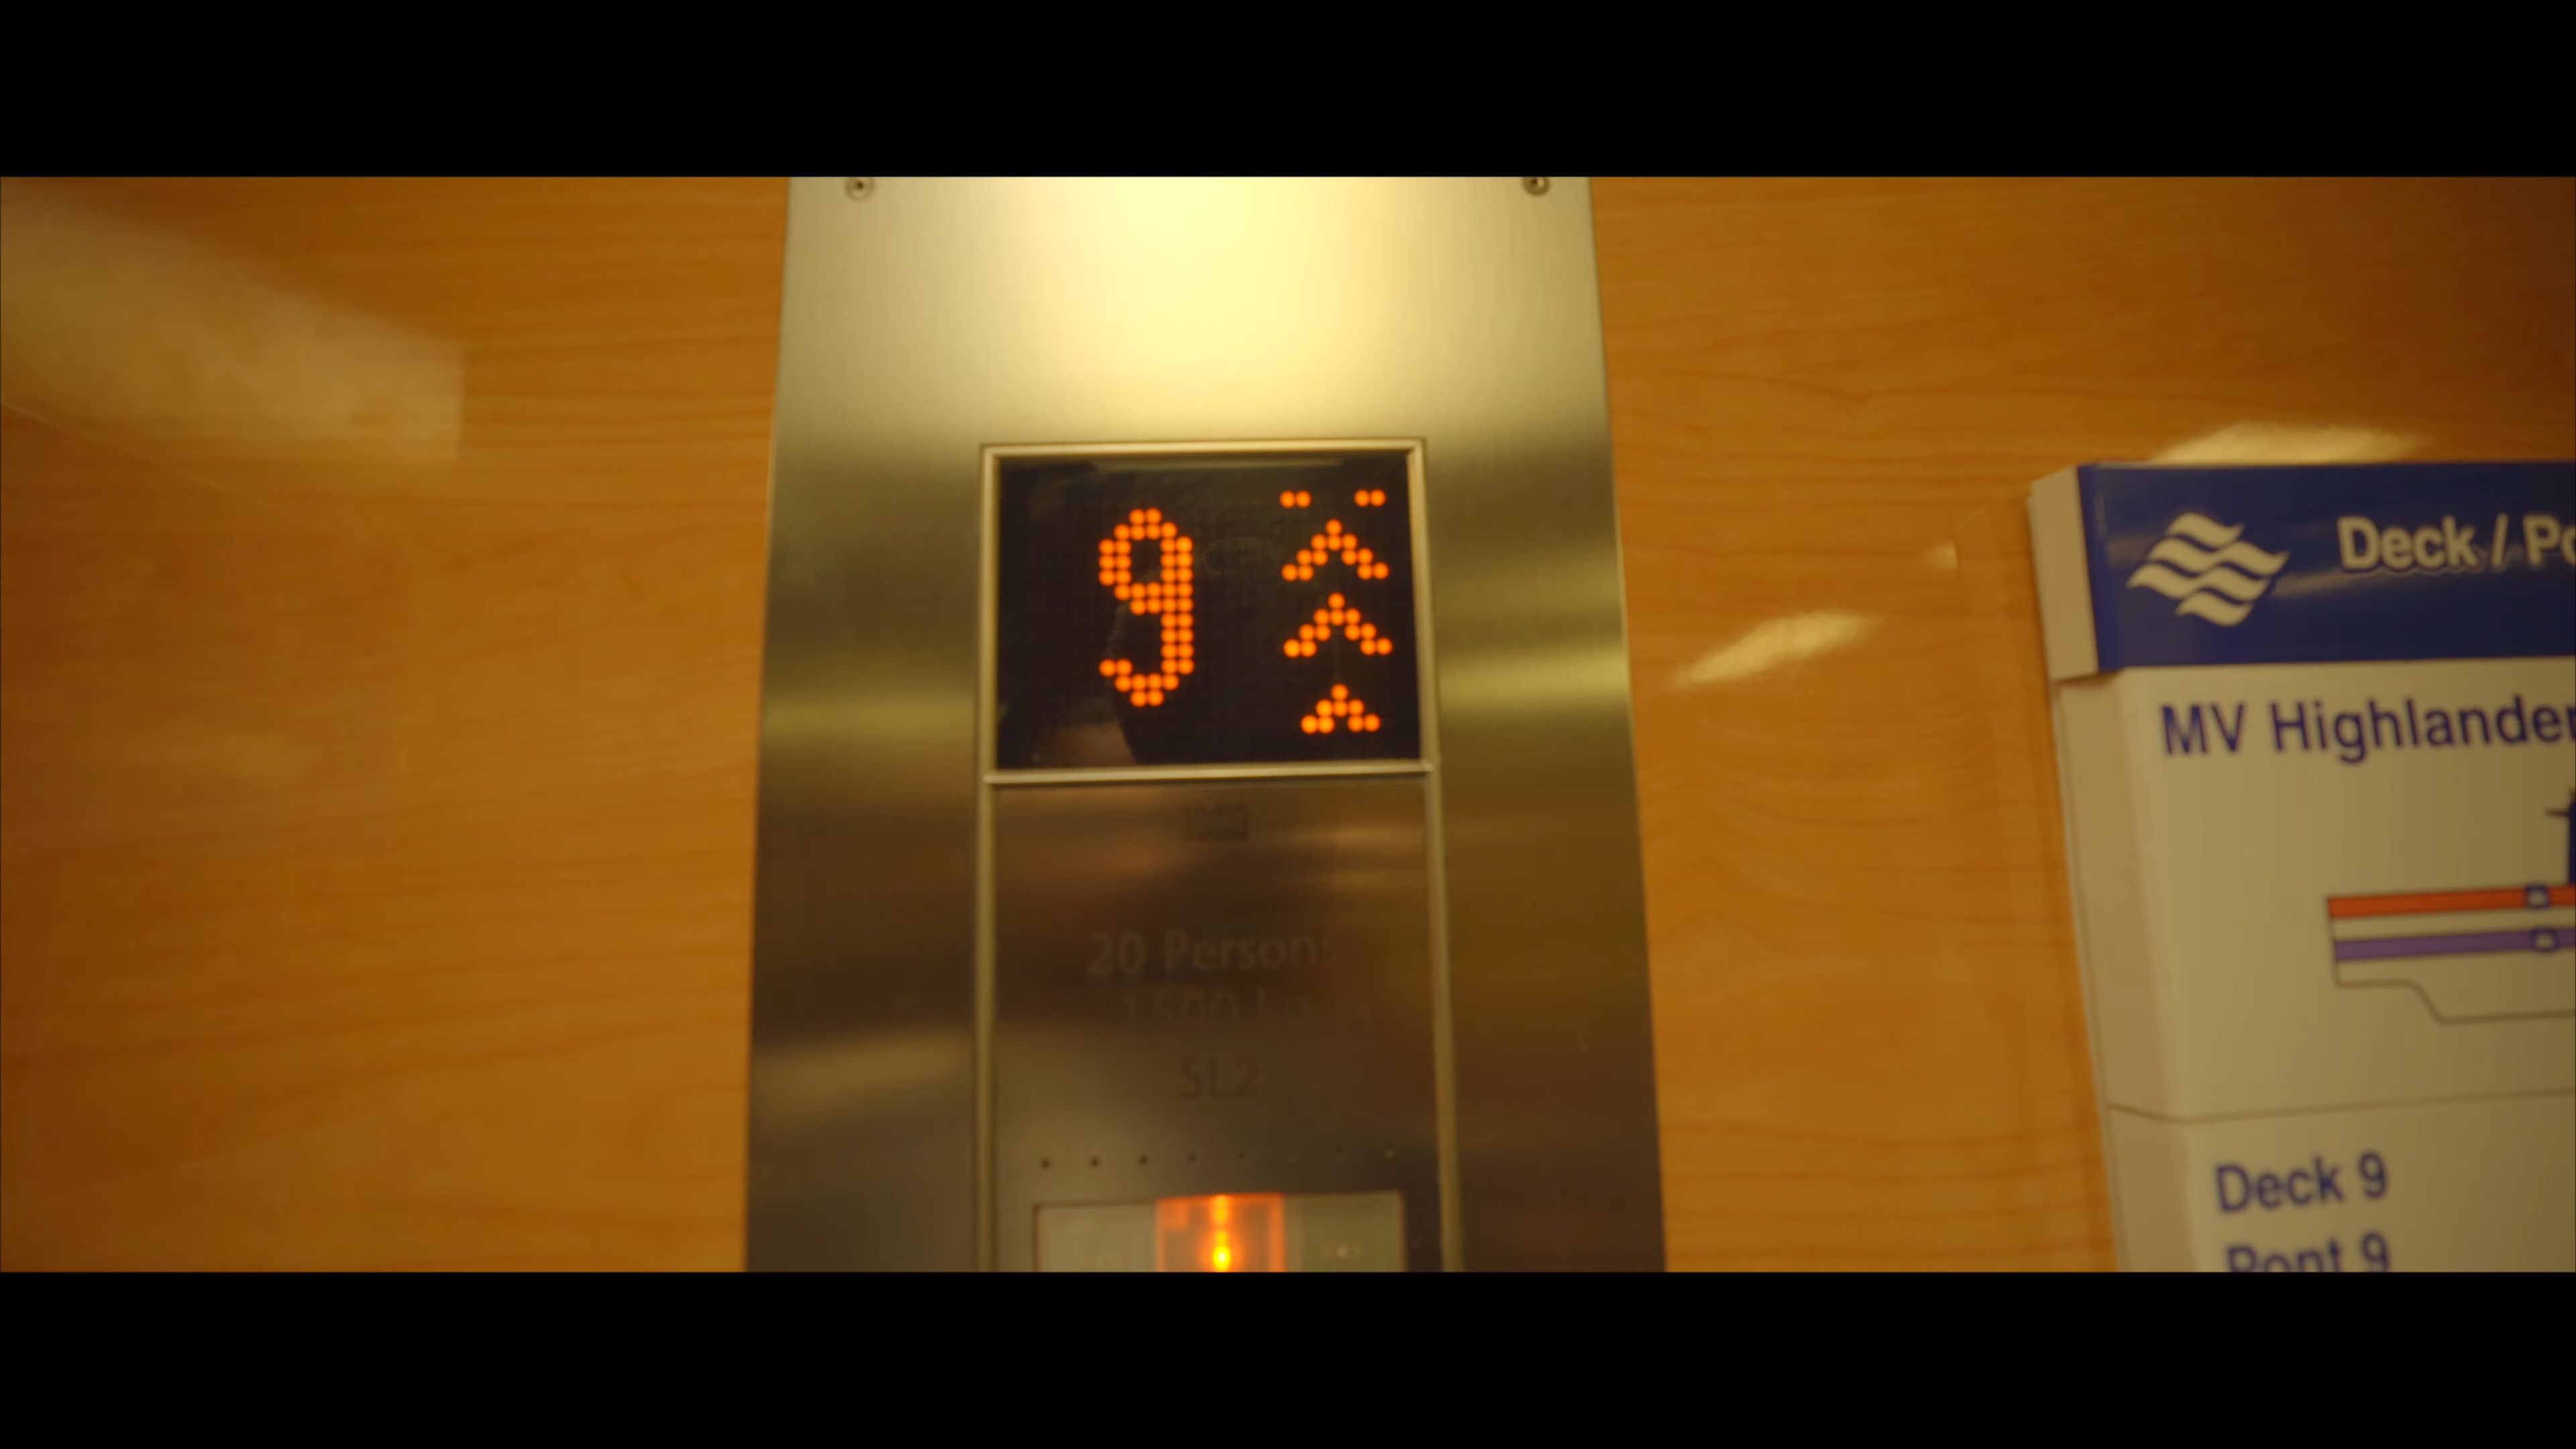 9
20 Persons
1500 kg
SL2
Deck / Po
MV Highlander
Deck 9
Pont 9